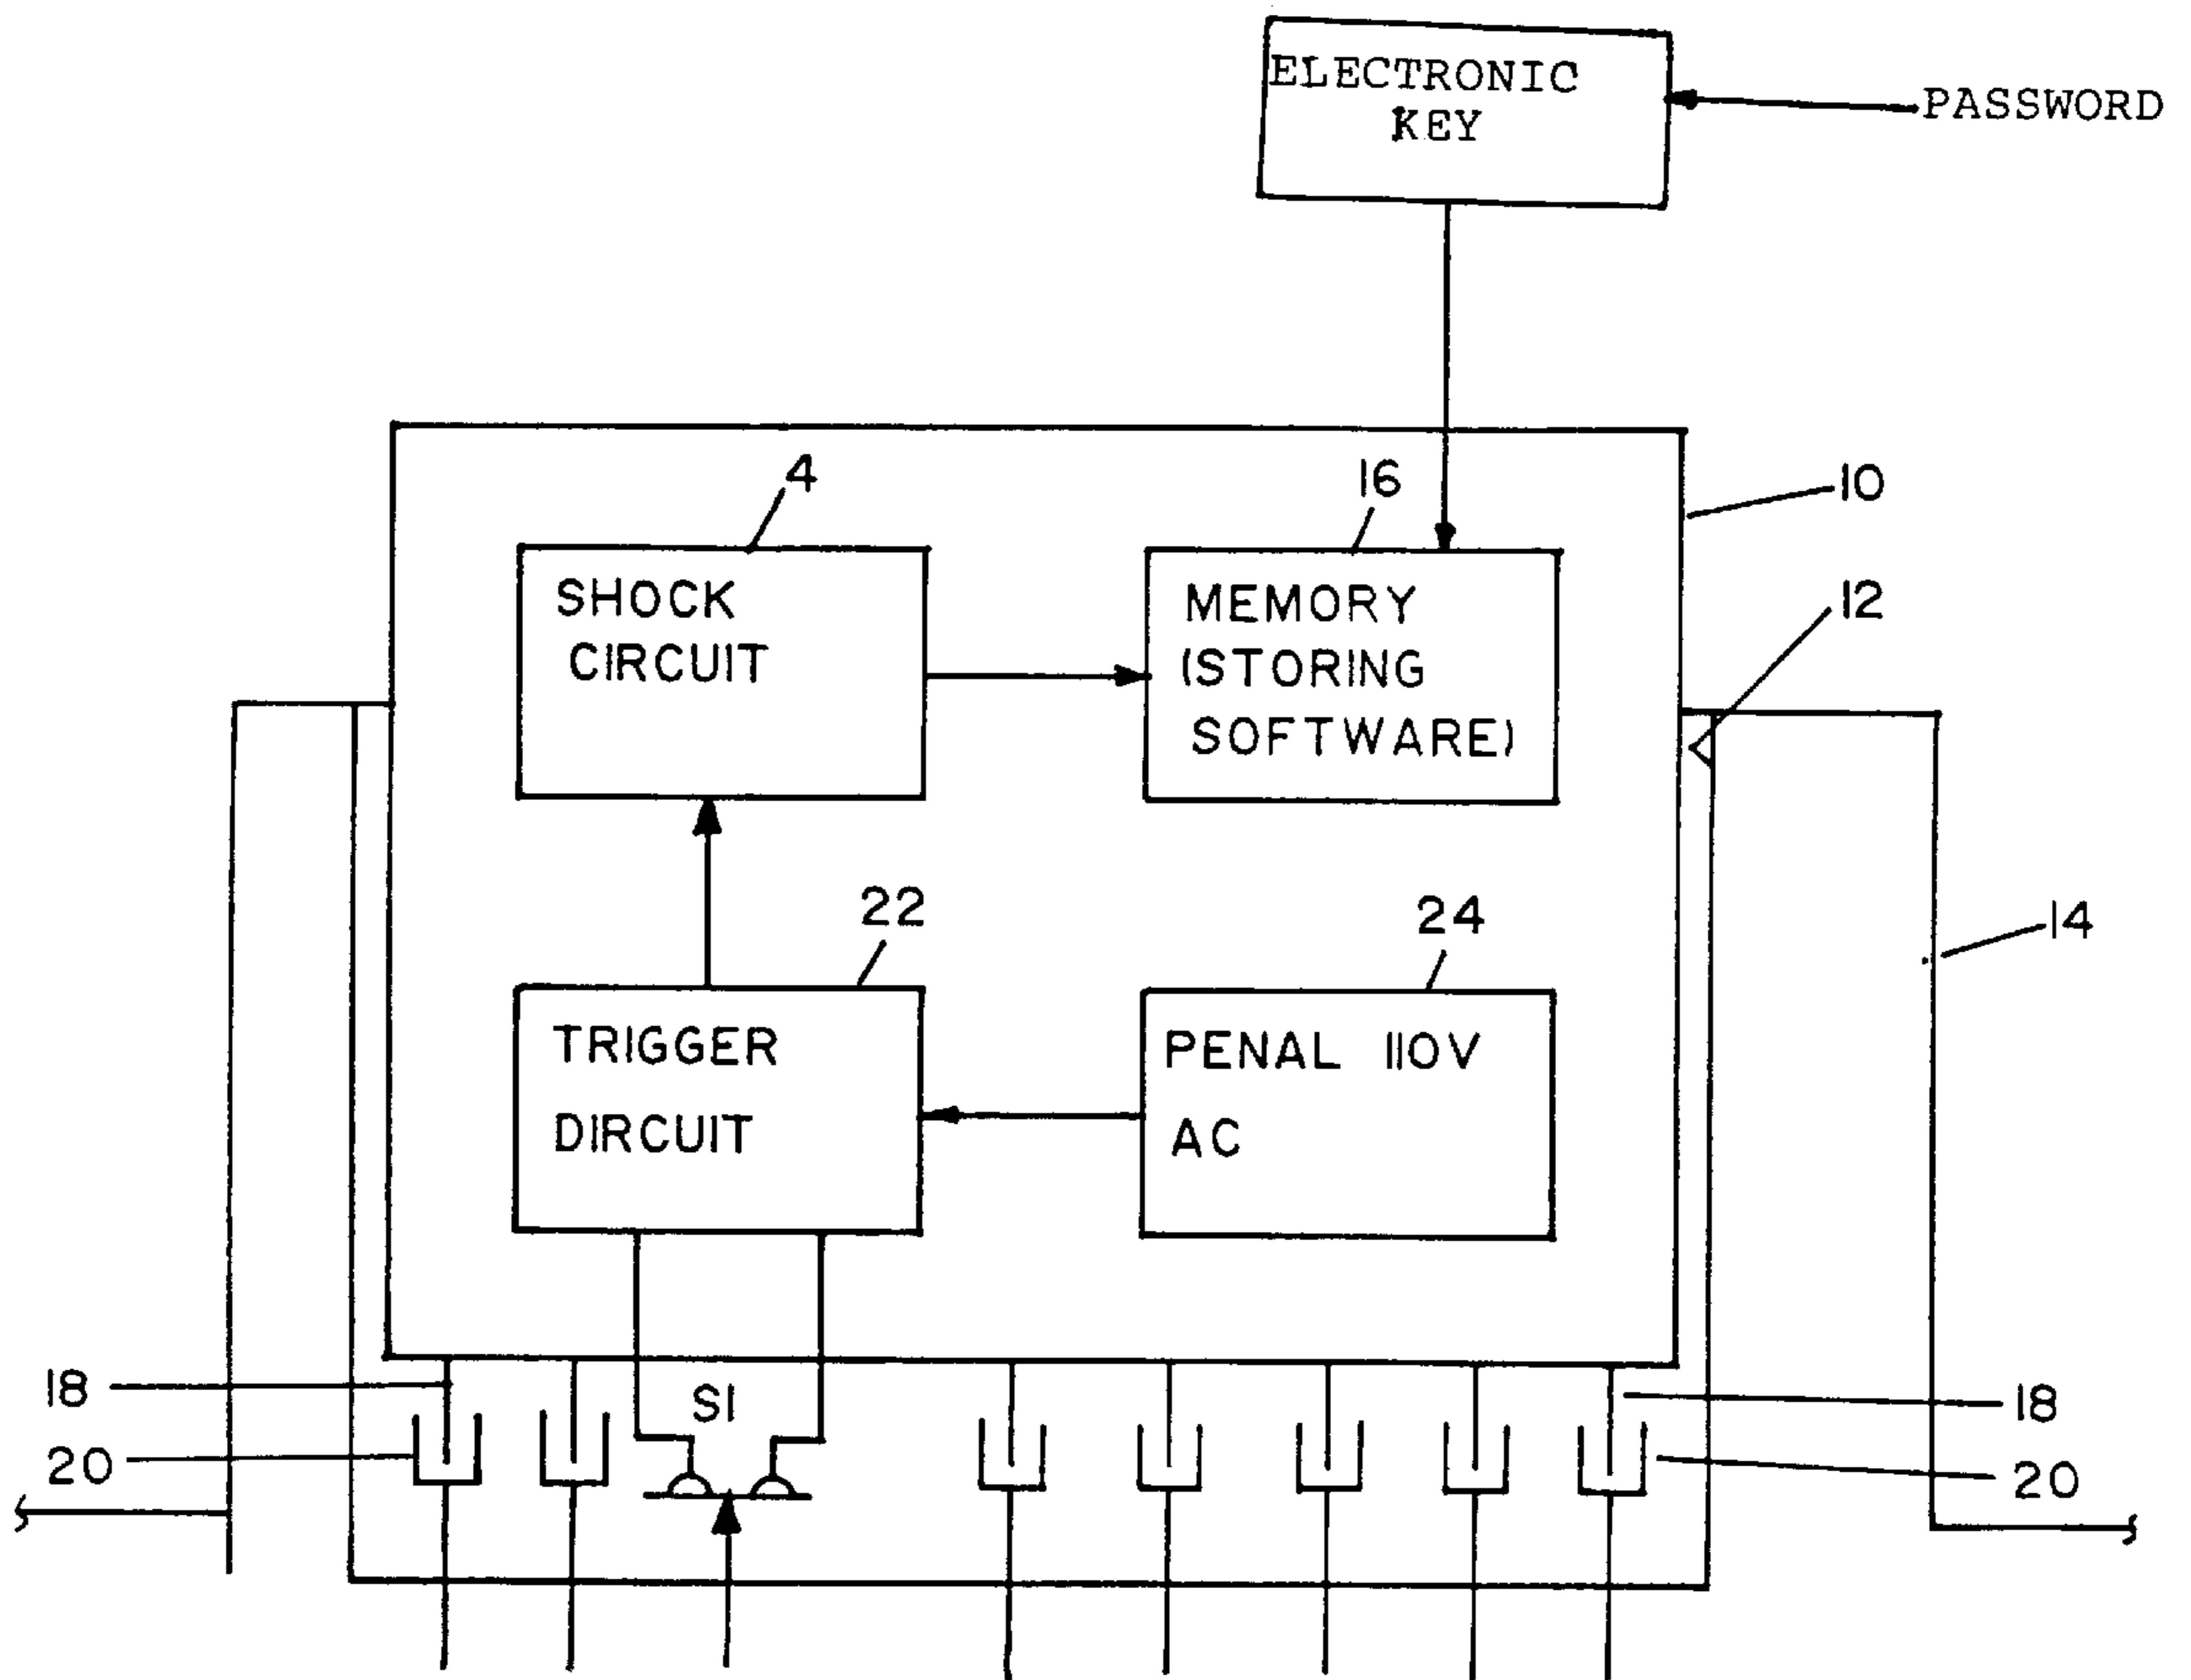 ELECTRONIC
KEY
PASSWORD
4
16
10
SHOCK
CIRCUIT
MEMORY
(STORING
SOFTWARE)
12
22
24
14
TRIGGER
DIRCUIT
PENAL 110V
AC
18
S1
18
20
20